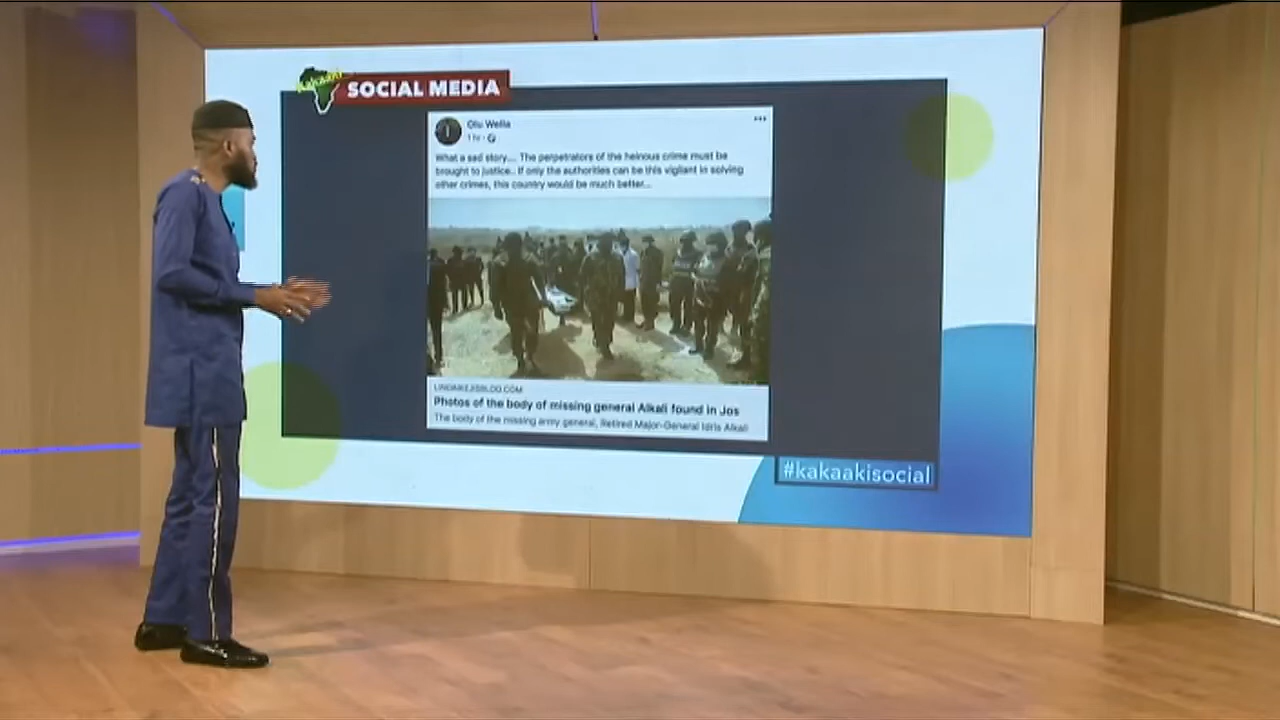 Kakaaki
SOCIAL MEDIA
Olu Wella
1 hr
What a sad story.... The perpetrators of the heinous crime must be
brought to justice.. If only the authorities can be this vigilant in solving
other crimes, this country would be much better...
LINDAIKEJISBLOG.COM
Photos of the body of missing general Alkali found in Jos
The body of the missing army general, Retired Major-General Idris Alkali
#kakaakisocial